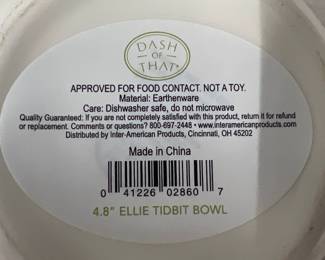 DASH
OF
THAT
APPROVED FOR FOOD CONTACT. NOT A TOY.
Material: Earthenware
Care: Dishwasher safe, do not microwave
Quality Guaranteed: If you are not completely satisfied with this product, return it for refund
or replacement. Comments or questions? 800-697-2448 • www.interamericanproducts.com
Distributed by Inter-American Products, Cincinnati, OH 45202
Made in China
0 41226 02860 7
4.8" ELLIE TIDBIT BOWL